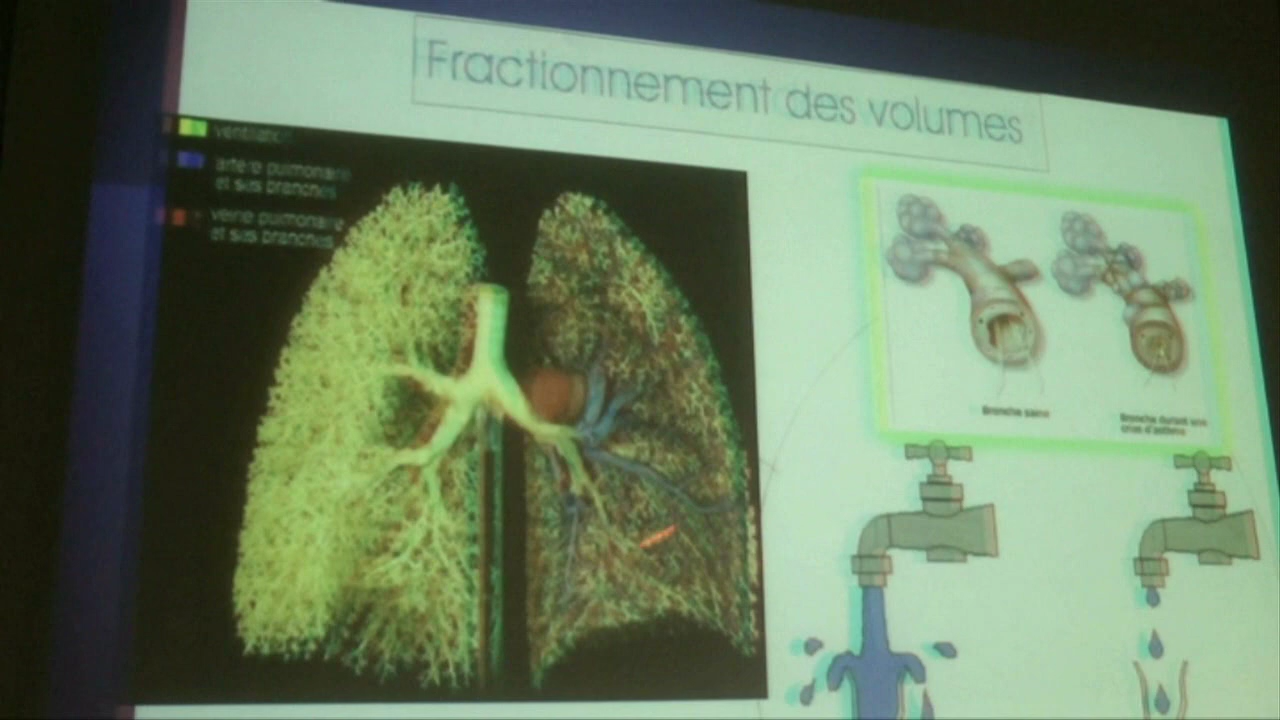 Fractionnement des volumes
ventilation
artère pulmonaire
et ses branches
veine pulmonaire
et ses branches
Bronche saine
Bronche durant une
crise d'asthme